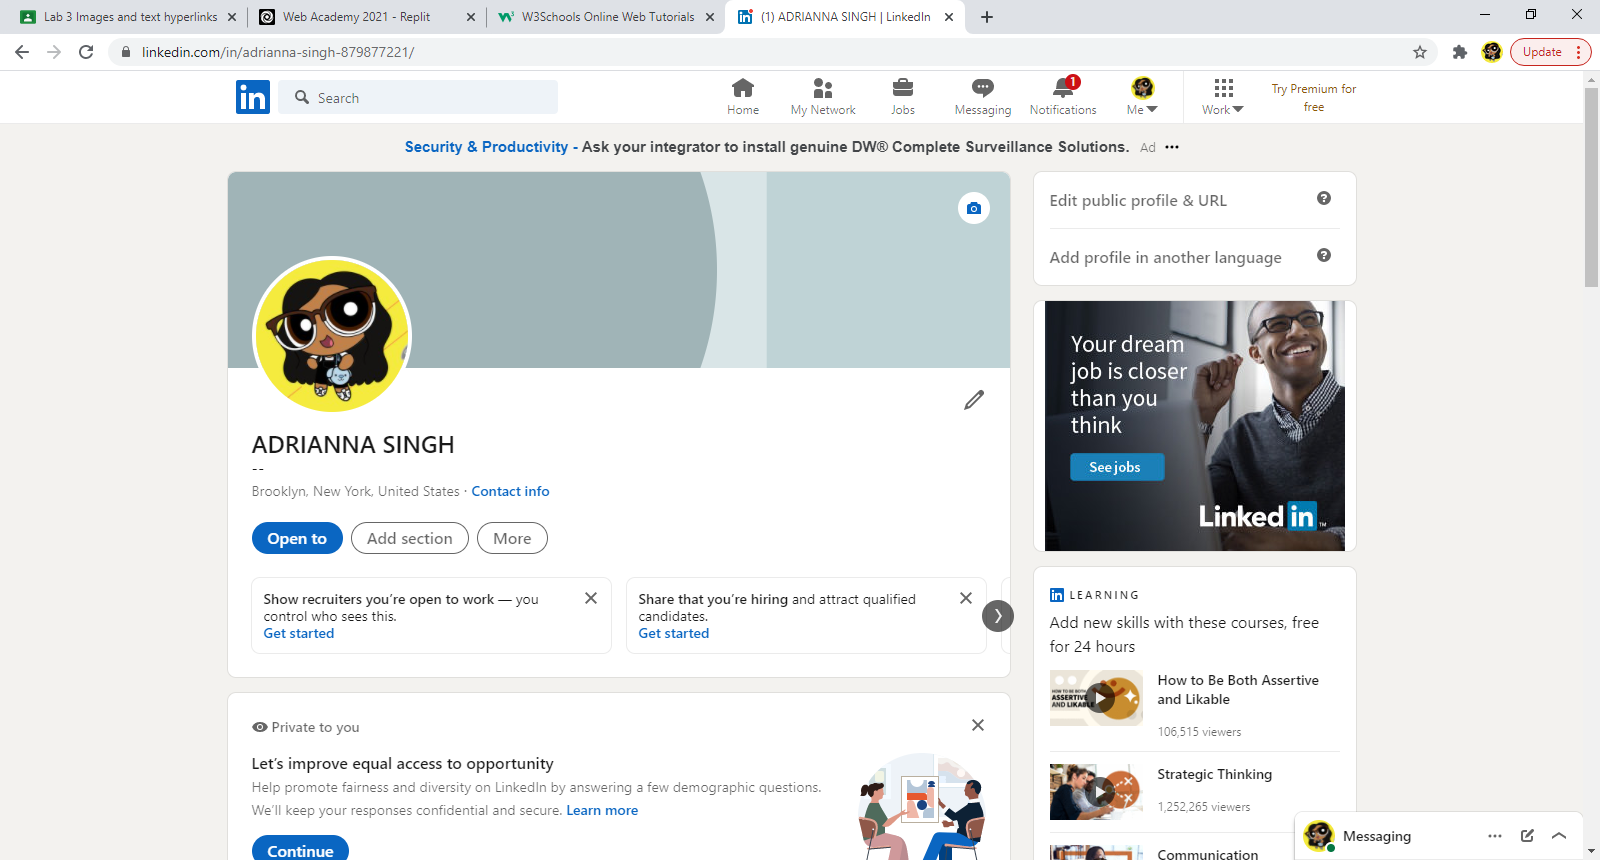 Lab 3 Images and text hyperlinks
Web Academy 2021 - Replit
W3Schools Online Web Tutorials
(1) ADRIANNA SINGH | LinkedIn
linkedin.com/in/adrianna-singh-879877221/
Update
in
Search
Home
My Network
Jobs
Messaging
1
Notifications
Me
Work
Try Premium for
free
Security & Productivity - Ask your integrator to install genuine DW® Complete Surveillance Solutions. Ad
ADRIANNA SINGH
--
Brooklyn, New York, United States · Contact info
Open to
Add section
More
Show recruiters you're open to work — you
control who sees this.
Get started
Share that you're hiring and attract qualified
candidates.
Get started
Private to you
Let's improve equal access to opportunity
Help promote fairness and diversity on LinkedIn by answering a few demographic questions.
We'll keep your responses confidential and secure. Learn more
Continue
Edit public profile & URL
Add profile in another language
Your dream
job is closer
than you
think
See jobs
Linked in ™
in LEARNING
Add new skills with these courses, free
for 24 hours
HOW TO BE BOTH
ASSERTIVE
AND LIKABLE
How to Be Both Assertive
and Likable
106,515 viewers
Strategic Thinking
1,252,265 viewers
Communication
Messaging